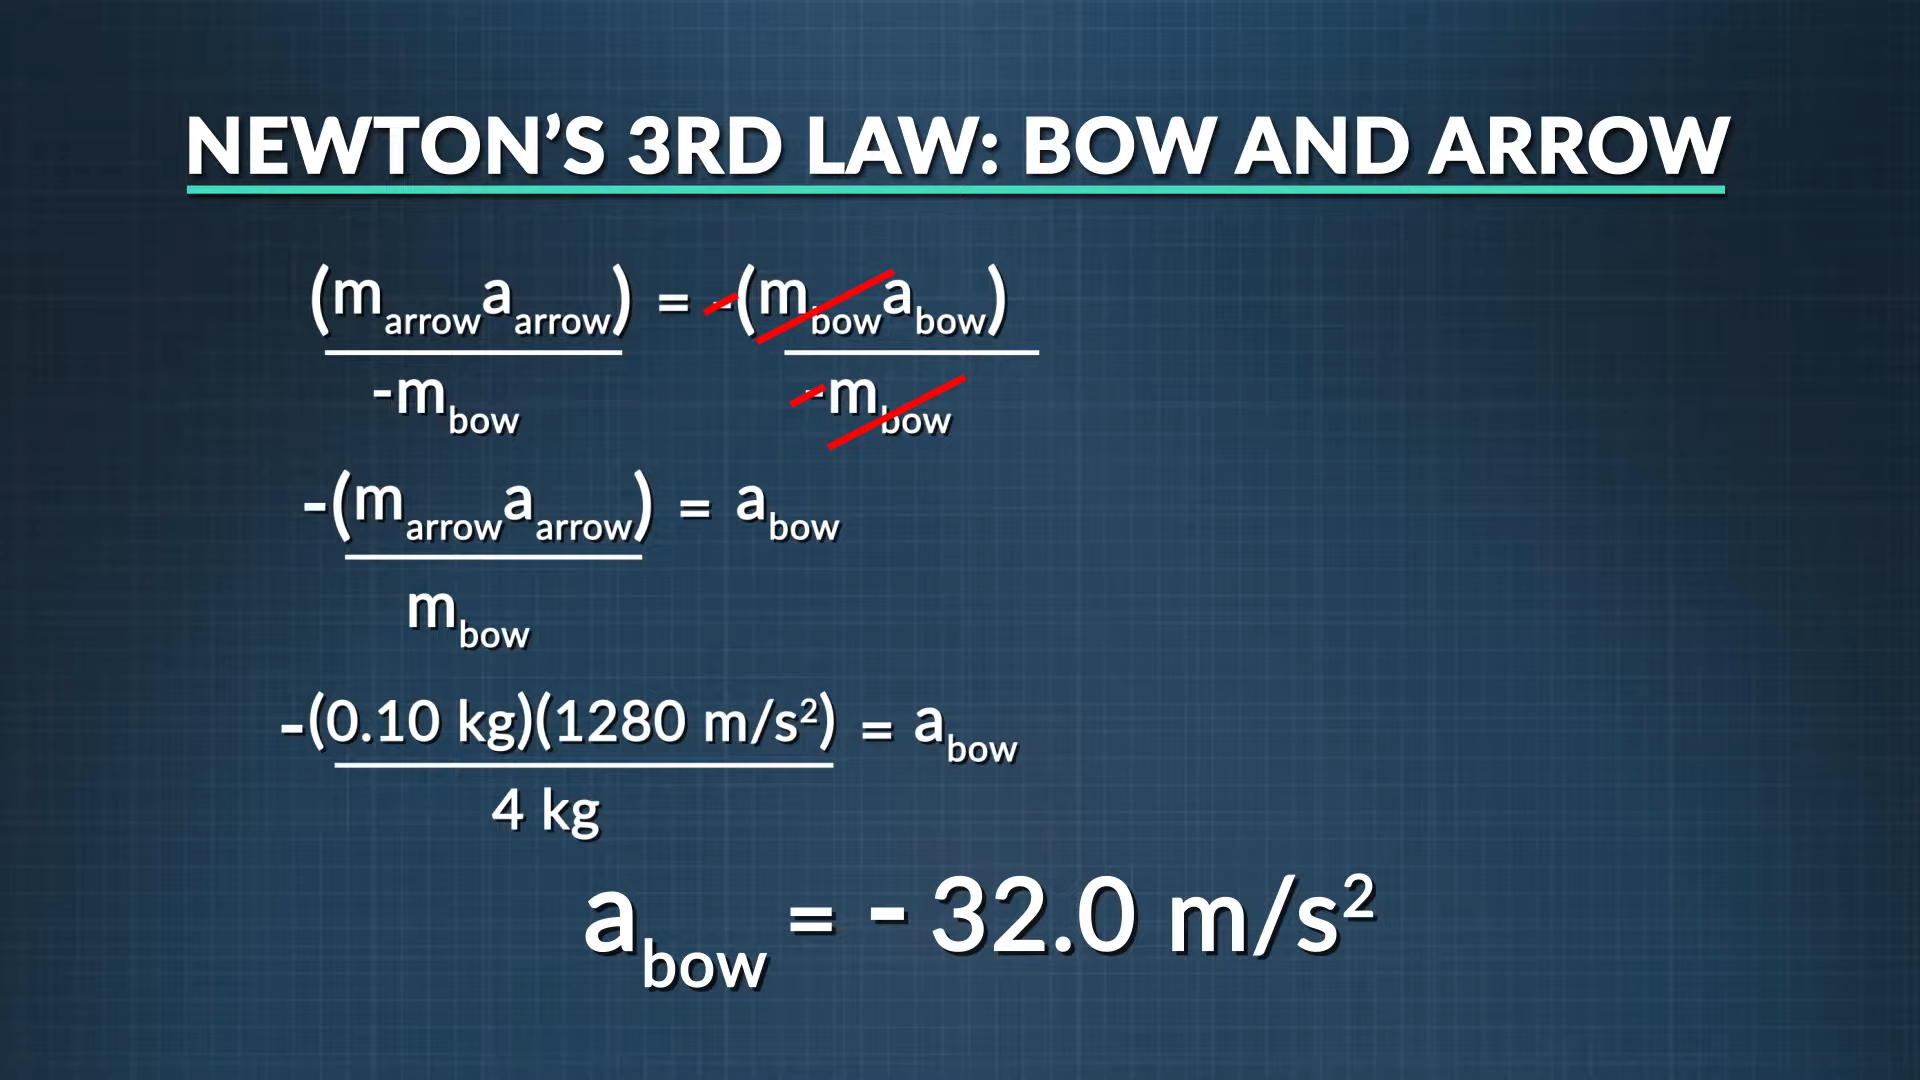 NEWTON’S 3RD LAW: BOW AND ARROW
(m_arrow a_arrow) = -(m_bow a_bow)
-m_bow -m_bow
-(m_arrow a_arrow) = a_bow
m_bow
-(0.10 kg)(1280 m/s²) = a_bow
4 kg
a_bow = - 32.0 m/s²